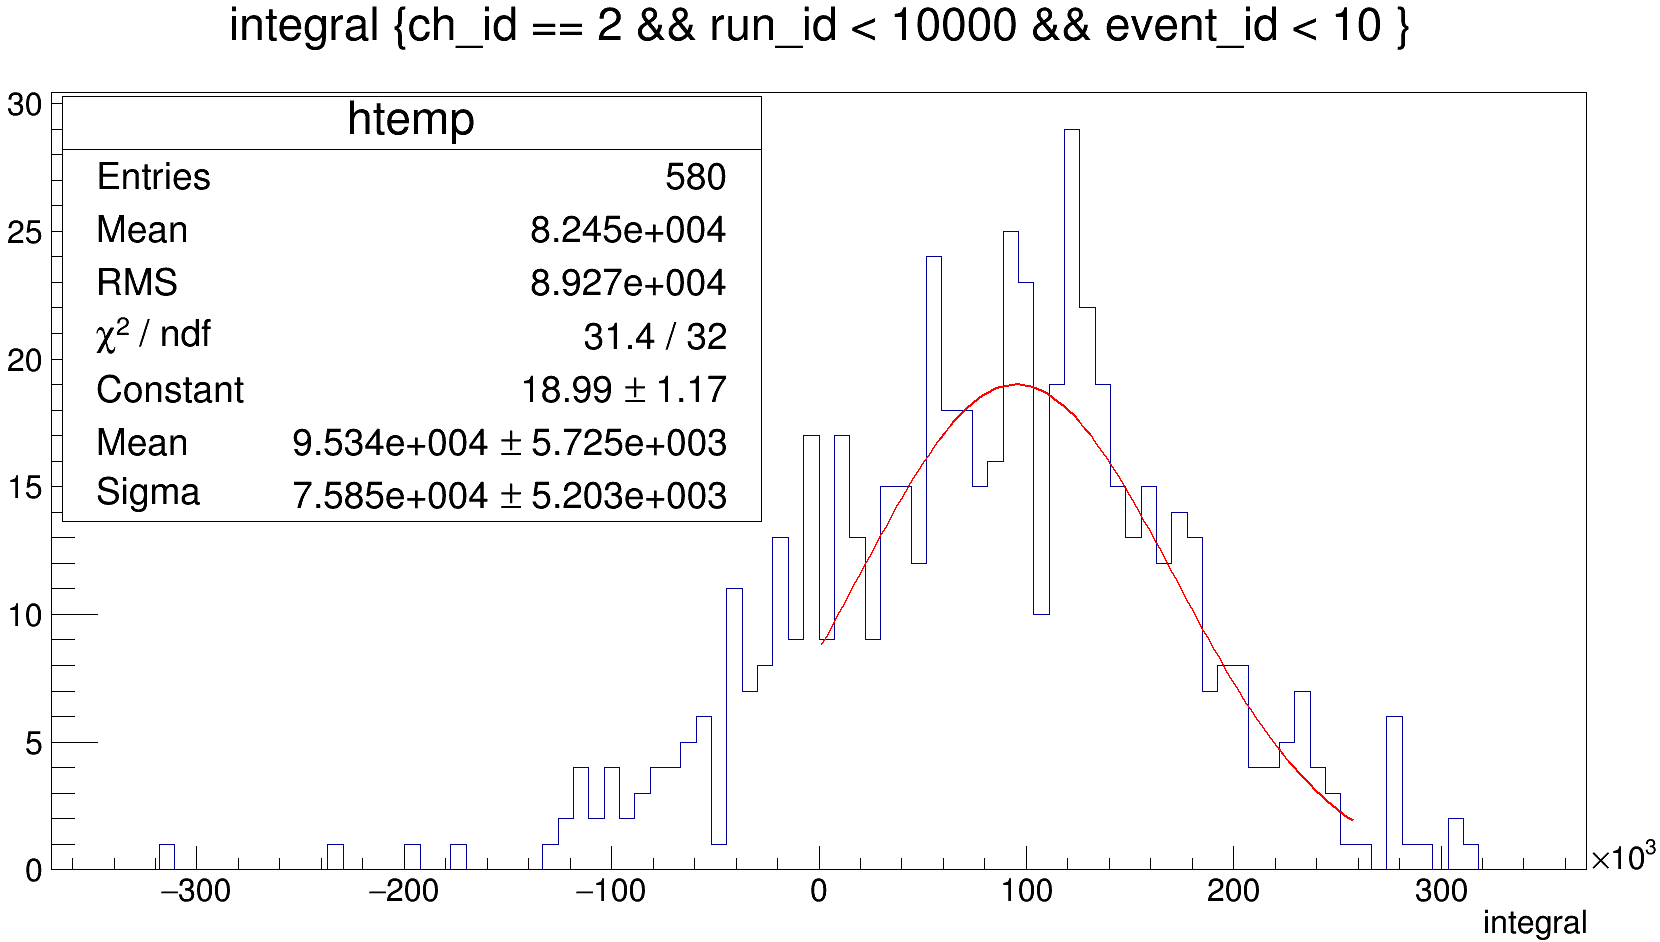 integral {ch_id == 2 && run_id < 10000 && event_id < 10 }
htemp
Entries 580
Mean 8.245e+004
RMS 8.927e+004
χ² / ndf 31.4 / 32
Constant 18.99 ± 1.17
Mean 9.534e+004 ± 5.725e+003
Sigma 7.585e+004 ± 5.203e+003
30
25
20
15
10
5
0
−300 −200 −100 0 100 200 300
×10³
integral